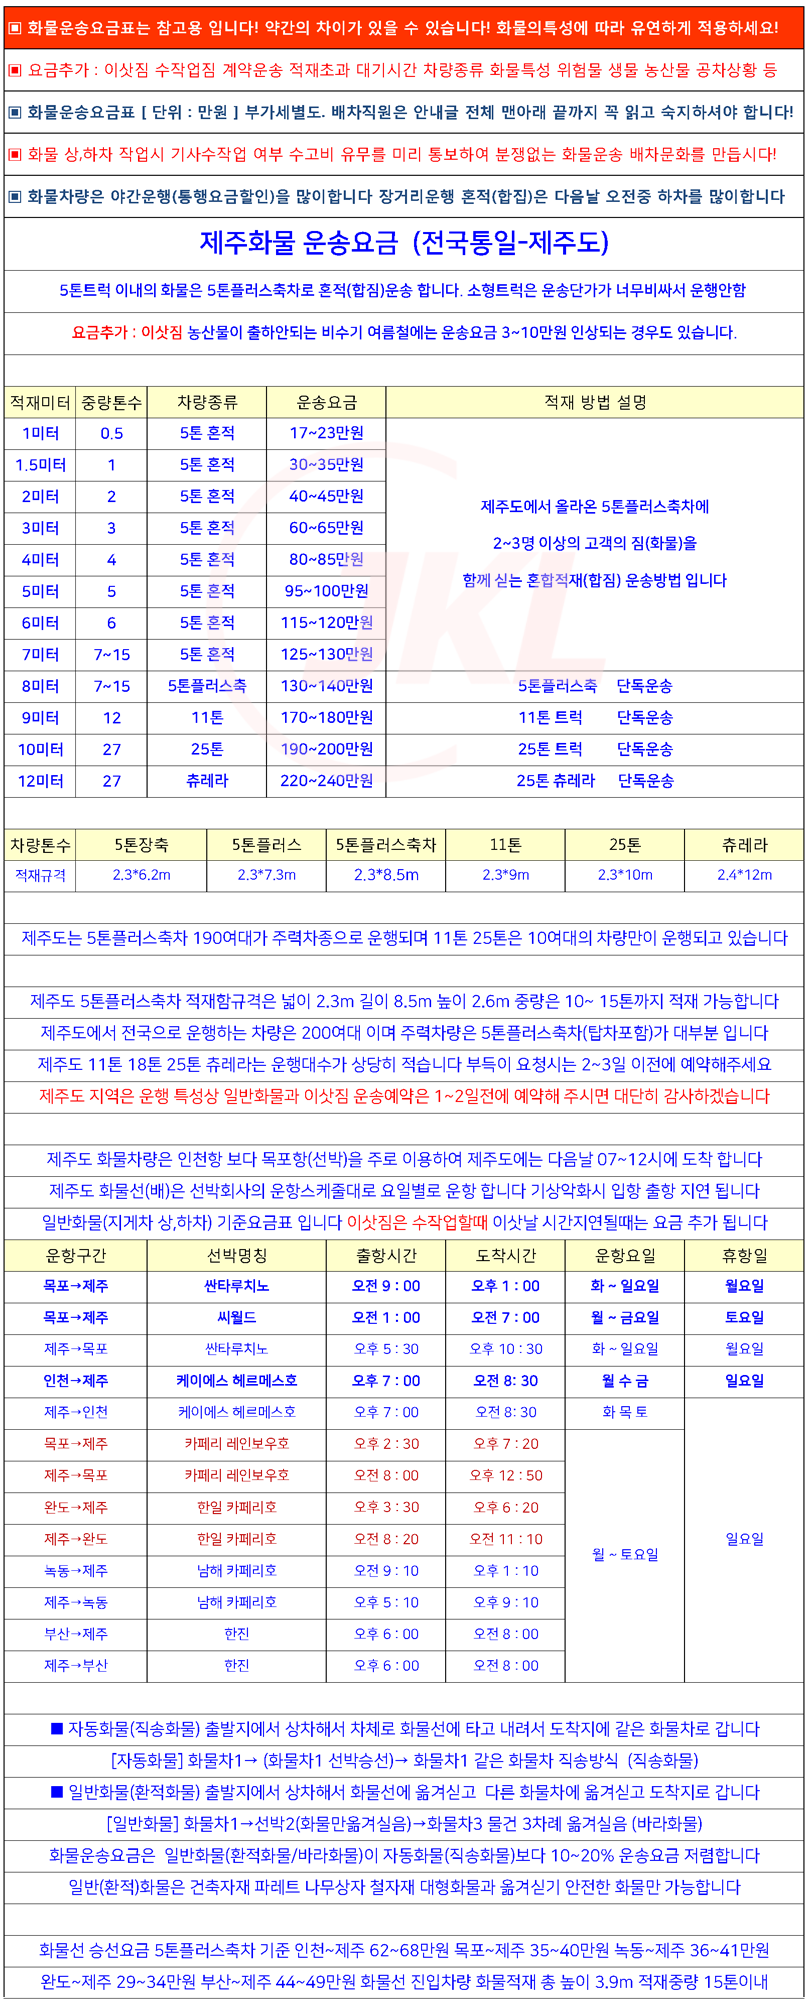 ▣ 화물운송요금표는 참고용 입니다! 약간의 차이가 있을 수 있습니다! 화물의특성에 따라 유연하게 적용하세요!
▣ 요금추가 : 이삿짐 수작업짐 계약운송 적재초과 대기시간 차량종류 화물특성 위험물 생물 농산물 공차상황 등
▣ 화물운송요금표 [ 단위 : 만원 ] 부가세별도. 배차직원은 안내글 전체 맨아래 끝까지 꼭 읽고 숙지하셔야 합니다!
▣ 화물 상,하차 작업시 기사수작업 여부 수고비 유무를 미리 통보하여 분쟁없는 화물운송 배차문화를 만듭시다!
▣ 화물차량은 야간운행(통행요금할인)을 많이합니다 장거리운행 혼적(합집)은 다음날 오전중 하차를 많이합니다
제주화물 운송요금 (전국통일-제주도)
5톤트럭 이내의 화물은 5톤플러스축차로 혼적(합짐)운송 합니다. 소형트럭은 운송단가가 너무비싸서 운행안함
요금추가 : 이삿짐 농산물이 출하안되는 비수기 여름철에는 운송요금 3~10만원 인상되는 경우도 있습니다.
적재미터 중량톤수 차량종류 운송요금 적재 방법 설명
1미터 0.5 5톤 혼적 17~23만원
1.5미터 1 5톤 혼적 30~35만원
2미터 2 5톤 혼적 40~45만원
제주도에서 올라온 5톤플러스축차에
3미터 3 5톤 혼적 60~65만원
2~3명 이상의 고객의 짐(화물)을
4미터 4 5톤 혼적 80~85만원
함께 싣는 혼합적재(합짐) 운송방법 입니다
5미터 5 5톤 혼적 95~100만원
6미터 6 5톤 혼적 115~120만원
7미터 7~15 5톤 혼적 125~130만원
JKL
8미터 7~15 5톤플러스축 130~140만원 5톤플러스축 단독운송
9미터 12 11톤 170~180만원 11톤 트럭 단독운송
10미터 27 25톤 190~200만원 25톤 트럭 단독운송
12미터 27 츄레라 220~240만원 25톤 츄레라 단독운송
차량톤수 5톤장축 5톤플러스 5톤플러스축차 11톤 25톤 츄레라
적재규격 2.3*6.2m 2.3*7.3m 2.3*8.5m 2.3*9m 2.3*10m 2.4*12m
제주도는 5톤플러스축차 190여대가 주력차종으로 운행되며 11톤 25톤은 10여대의 차량만이 운행되고 있습니다
제주도 5톤플러스축차 적재함규격은 넓이 2.3m 길이 8.5m 높이 2.6m 중량은 10~ 15톤까지 적재 가능합니다
제주도에서 전국으로 운행하는 차량은 200여대 이며 주력차량은 5톤플러스축차(탑차포함)가 대부분 입니다
제주도 11톤 18톤 25톤 츄레라는 운행대수가 상당히 적습니다 부득이 요청시는 2~3일 이전에 예약해주세요
제주도 지역은 운행 특성상 일반화물과 이삿짐 운송예약은 1~2일전에 예약해 주시면 대단히 감사하겠습니다
제주도 화물차량은 인천항 보다 목포항(선박)을 주로 이용하여 제주도에는 다음날 07~12시에 도착 합니다
제주도 화물선(배)은 선박회사의 운항스케줄대로 요일별로 운항 합니다 기상악화시 입항 출항 지연 됩니다
일반화물(지게차 상,하차) 기준요금표 입니다 이삿짐은 수작업할때 이삿날 시간지연될때는 요금 추가 됩니다
운항구간 선박명칭 출항시간 도착시간 운항요일 휴항일
목포→제주 싼타루치노 오전 9 : 00 오후 1 : 00 화 ~ 일요일 월요일
목포→제주 씨월드 오전 1 : 00 오전 7 : 00 월 ~ 금요일 토요일
제주→목포 싼타루치노 오후 5 : 30 오후 10 : 30 화 ~ 일요일 월요일
인천→제주 케이에스 헤르메스호 오후 7 : 00 오전 8: 30 월 수 금 일요일
제주→인천 케이에스 헤르메스호 오후 7 : 00 오전 8: 30 화 목 토
목포→제주 카페리 레인보우호 오후 2 : 30 오후 7 : 20
제주→목포 카페리 레인보우호 오전 8 : 00 오후 12 : 50
완도→제주 한일 카페리호 오후 3 : 30 오후 6 : 20
제주→완도 한일 카페리호 오전 8 : 20 오전 11 : 10 월 ~ 토요일 일요일
녹동→제주 남해 카페리호 오전 9 : 10 오후 1 : 10
제주→녹동 남해 카페리호 오후 5 : 10 오후 9 : 10
부산→제주 한진 오후 6 : 00 오전 8 : 00
제주→부산 한진 오후 6 : 00 오전 8 : 00
■ 자동화물(직송화물) 출발지에서 상차해서 차체로 화물선에 타고 내려서 도착지에 같은 화물차로 갑니다
[자동화물] 화물차1→ (화물차1 선박승선)→ 화물차1 같은 화물차 직송방식 (직송화물)
■ 일반화물(환적화물) 출발지에서 상차해서 화물선에 옮겨싣고 다른 화물차에 옮겨싣고 도착지로 갑니다
[일반화물] 화물차1→선박2(화물만옮겨실음)→화물차3 물건 3차례 옮겨실음 (바라화물)
화물운송요금은 일반화물(환적화물/바라화물)이 자동화물(직송화물)보다 10~20% 운송요금 저렴합니다
일반(환적)화물은 건축자재 파레트 나무상자 철자재 대형화물과 옮겨싣기 안전한 화물만 가능합니다
화물선 승선요금 5톤플러스축차 기준 인천~제주 62~68만원 목포~제주 35~40만원 녹동~제주 36~41만원
완도~제주 29~34만원 부산~제주 44~49만원 화물선 진입차량 화물적재 총 높이 3.9m 적재중량 15톤이내